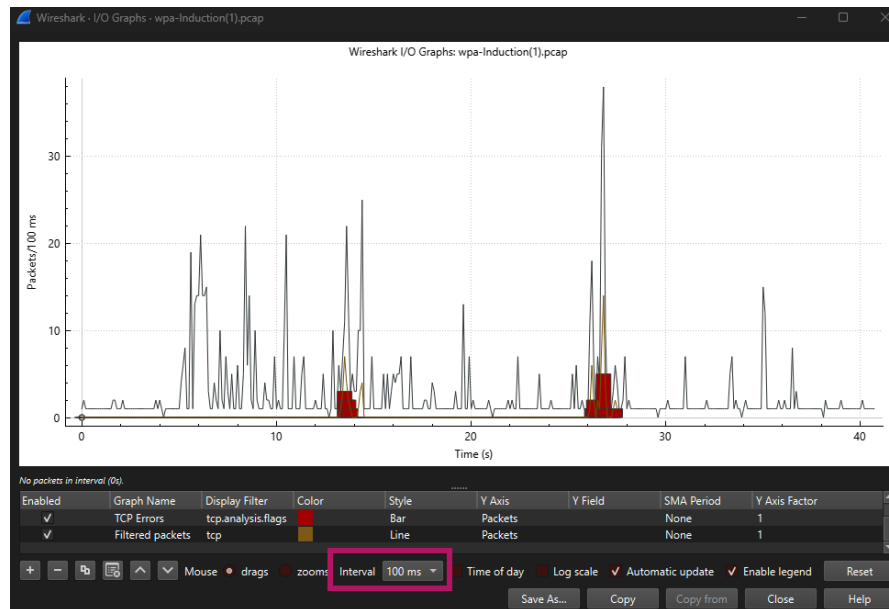 Wireshark · I/O Graphs · wpa-Induction(1).pcap
Wireshark I/O Graphs: wpa-Induction(1).pcap
30
20
10
0
Packets/100 ms
0 10 20 30 40
Time (s)
No packets in interval (0s).
Enabled Graph Name Display Filter Color Style Y Axis Y Field SMA Period Y Axis Factor
TCP Errors tcp.analysis.flags Bar Packets None 1
Filtered packets tcp Line Packets None 1
Mouse drags zooms Interval 100 ms Time of day Log scale Automatic update Enable legend Reset
Save As... Copy Copy from Close Help